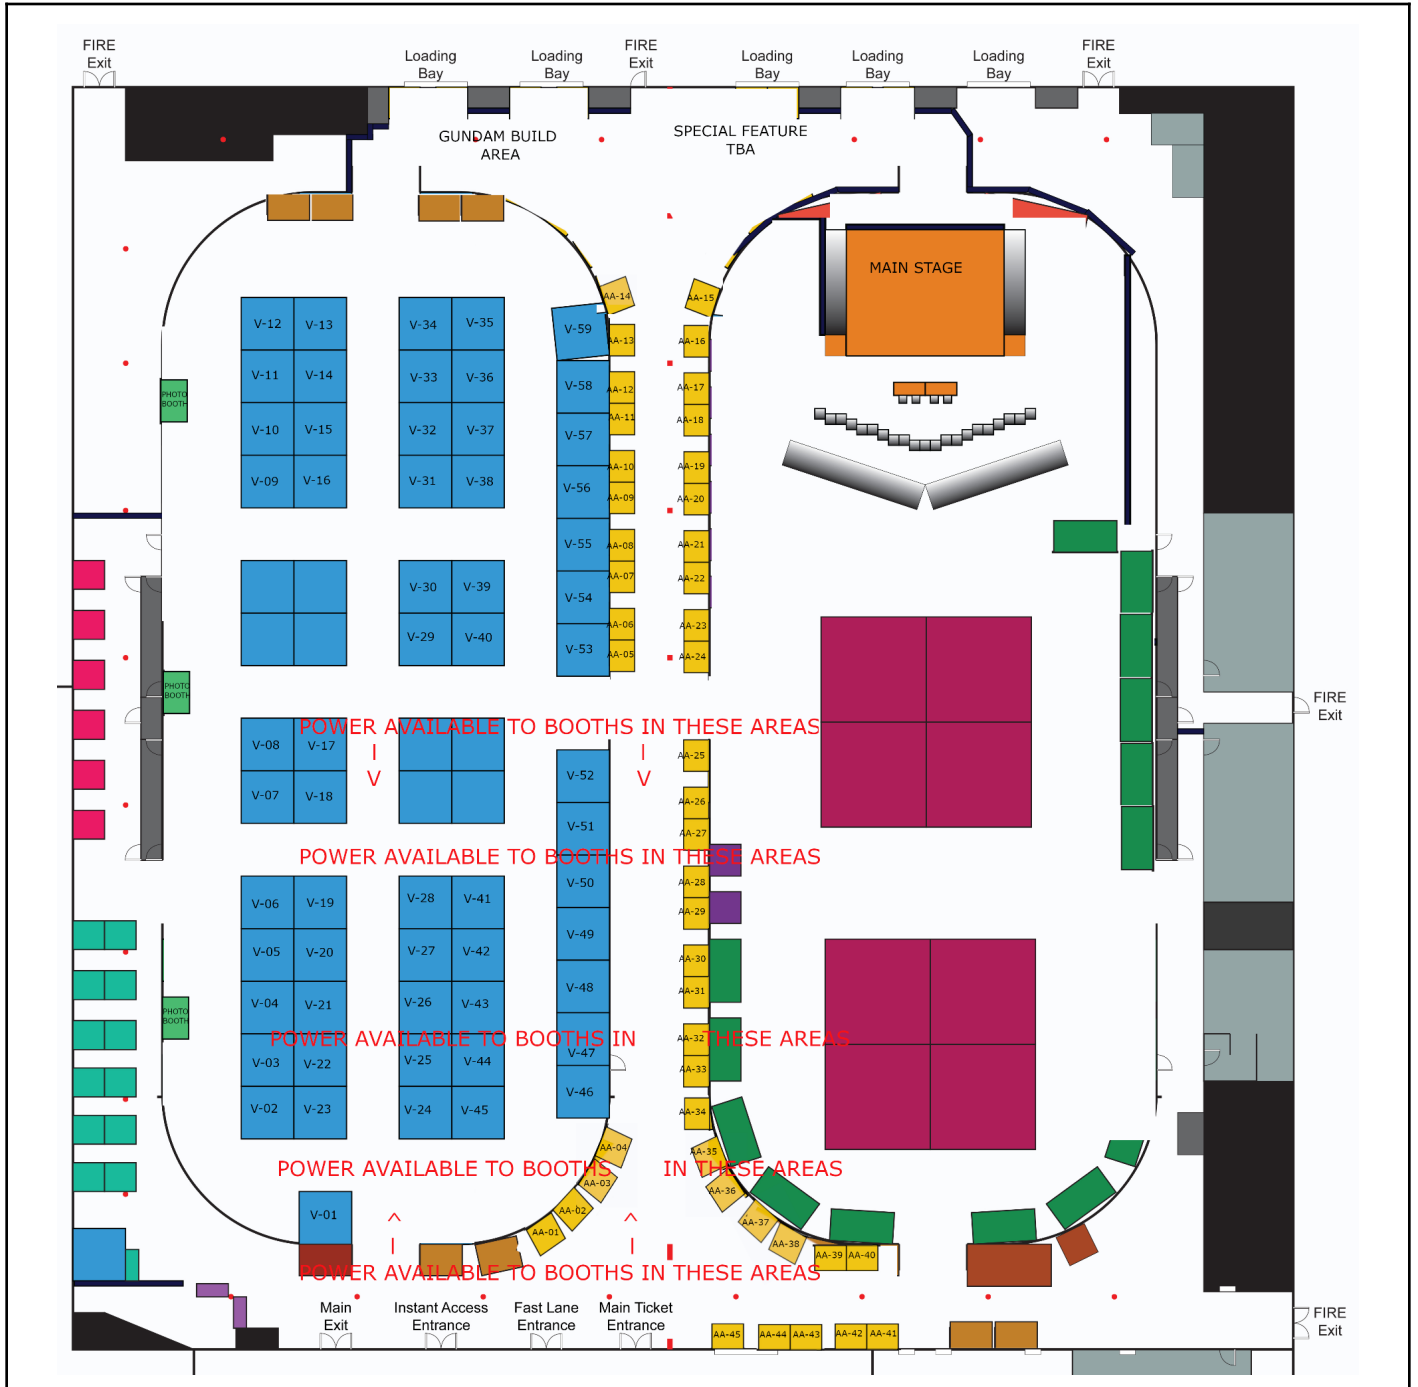 FIRE
Exit
Loading
Bay
Loading
Bay
FIRE
Exit
Loading
Bay
Loading
Bay
Loading
Bay
FIRE
Exit
GUNDAM BUILD
AREA
SPECIAL FEATURE
TBA
MAIN STAGE
AA-14
AA-15
V-12
V-13
V-34
V-35
V-59
AA-13
AA-16
V-11
V-14
V-33
V-36
V-58
AA-12
AA-17
PHOTO
BOOTH
AA-11
AA-18
V-10
V-15
V-32
V-37
V-57
V-09
V-16
V-31
V-38
V-56
AA-10
AA-19
AA-09
AA-20
V-55
AA-08
AA-21
AA-07
AA-22
V-30
V-39
V-54
V-29
V-40
V-53
AA-06
AA-23
AA-05
AA-24
PHOTO
BOOTH
FIRE
Exit
POWER AVAILABLE TO BOOTHS IN THESE AREAS
V-08
V-17
AA-25
|
V
|
V
V-07
V-18
V-52
AA-26
V-51
AA-27
POWER AVAILABLE TO BOOTHS IN THESE AREAS
V-06
V-19
V-28
V-41
V-50
AA-28
AA-29
V-05
V-20
V-27
V-42
V-49
AA-30
V-04
V-21
V-26
V-43
V-48
AA-31
PHOTO
BOOTH
POWER AVAILABLE TO BOOTHS IN THESE AREAS
AA-32
V-03
V-22
V-25
V-44
V-47
AA-33
V-02
V-23
V-24
V-45
V-46
AA-34
AA-04
AA-35
POWER AVAILABLE TO BOOTHS IN THESE AREAS
AA-03
AA-36
V-01
AA-02
AA-37
AA-01
AA-38
^
|
^
|
AA-39
AA-40
POWER AVAILABLE TO BOOTHS IN THESE AREAS
Main
Exit
Instant Access
Entrance
Fast Lane
Entrance
Main Ticket
Entrance
FIRE
Exit
AA-45
AA-44
AA-43
AA-42
AA-41